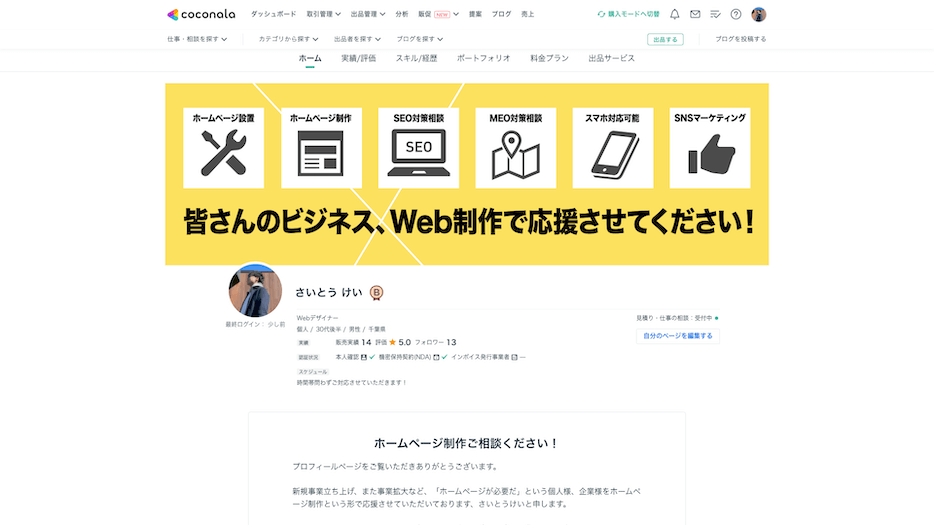 coconala ダッシュボード 取引管理 出品管理 分析 販促 NEW 提案 ブログ 売上 購入モードへ切替
仕事・相談を探す カテゴリから探す 出品者を探す ブログを探す 出品する ブログを投稿する
ホーム 実績/評価 スキル/経歴 ポートフォリオ 料金プラン 出品サービス
ホームページ設置 ホームページ制作 SEO対策相談 MEO対策相談 スマホ対応可能 SNSマーケティング
SEO
皆さんのビジネス、Web制作で応援させてください!
さいとう けい B
最終ログイン: 少し前
Webデザイナー 見積り・仕事の相談:受付中
個人 / 30代後半 / 男性 / 千葉県
自分のページを編集する
実績 販売実績 14 評価 5.0 フォロワー 13
認証状況 本人確認 機密保持契約(NDA) インボイス発行事業者 ー
スケジュール
時間帯問わずご対応させていただきます!
ホームページ制作ご相談ください!
プロフィールページをご覧いただきありがとうございます。
新規事業立ち上げ、また事業拡大など、「ホームページが必要だ」という個人様、企業様をホームペ
ージ制作という形で応援させていただいております、さいとうけいと申します。